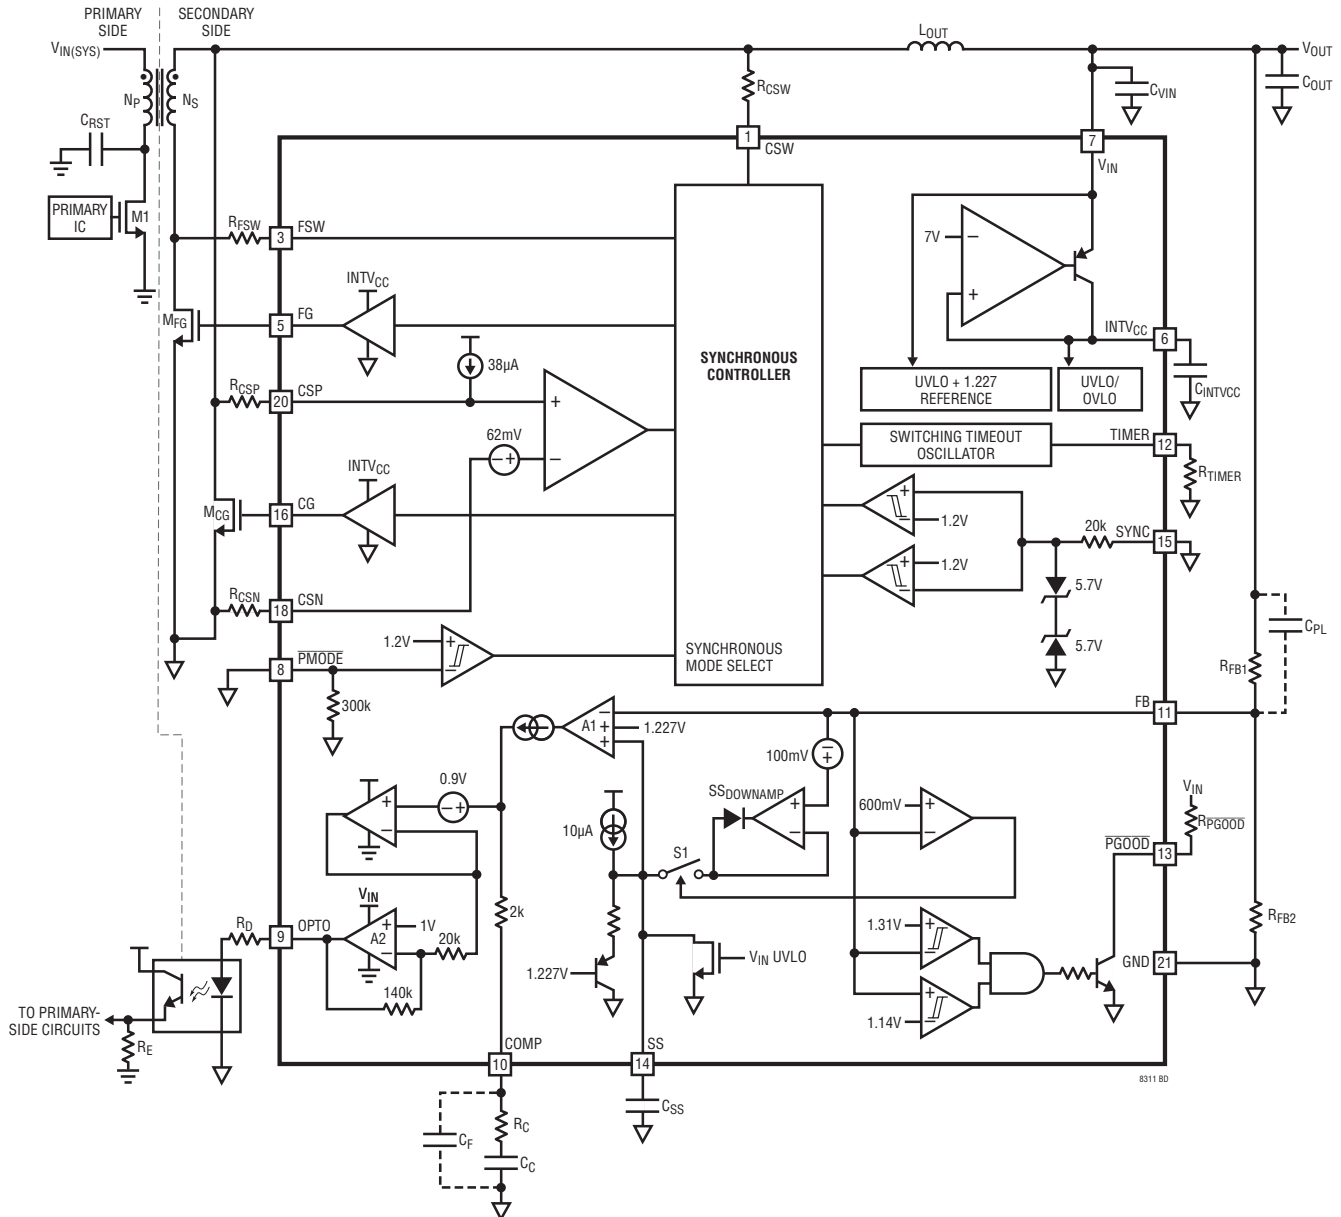 PRIMARY
SIDE
SECONDARY
SIDE
VIN(SYS)
LOUT
VOUT
RCSW
CVIN
COUT
NP
NS
CRST
1
CSW
7
VIN
PRIMARY
IC
M1
RFSW
3
FSW
7V
−
+
INTVCC
MFG
5
FG
INTVCC
6
38µA
SYNCHRONOUS
CONTROLLER
UVLO + 1.227
REFERENCE
UVLO/
OVLO
CINTVCC
RCSP
20
CSP
+
−
62mV
− +
SWITCHING TIMEOUT
OSCILLATOR
TIMER
12
RTIMER
INTVCC
MCG
16
CG
+
−
1.2V
20k
SYNC
15
+
−
1.2V
5.7V
5.7V
RCSN
18
CSN
1.2V
+
−
SYNCHRONOUS
MODE SELECT
PMODE
8
300k
CPL
RFB1
FB
11
A1
−
+
+
1.227V
100mV
−
+
0.9V
− +
+
−
10µA
SSDOWNAMP
+
−
S1
600mV
+
−
VIN
RPGOOD
PGOOD
13
2k
VIN
RD
9
OPTO
A2
+
−
1V
20k
140k
1.227V
VIN UVLO
1.31V
+
−
+
−
1.14V
RFB2
GND
21
TO PRIMARY-
SIDE CIRCUITS
RE
COMP
10
SS
14
8311 BD
CF
RC
CC
CSS